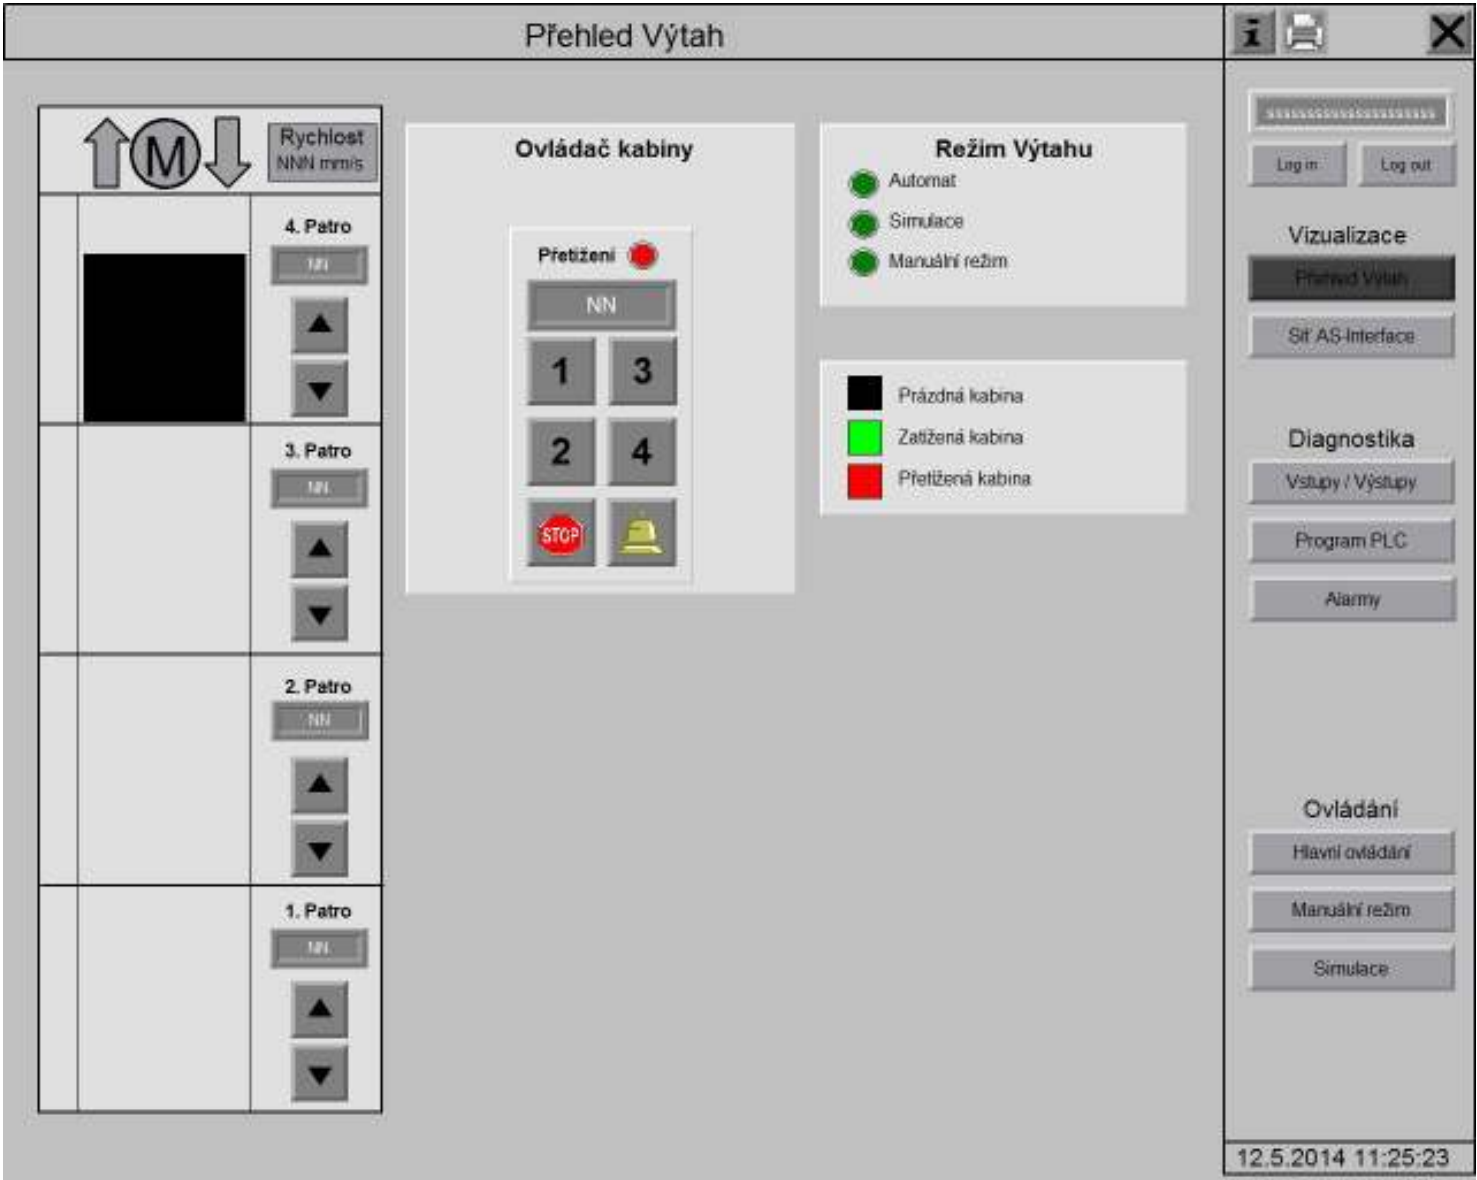 Přehled Výtah
i
M
Rychlost
NNN mm/s
4. Patro
NN
3. Patro
NN
2. Patro
NN
1. Patro
NN
Ovládač kabiny
Přetížení
NN
1 3
2 4
STOP
Režim Výtahu
Automat
Simulace
Manuální režim
Prázdná kabina
Zatížená kabina
Přetížená kabina
Log in Log out
Vizualizace
Přehled Výtah
Síť AS-Interface
Diagnostika
Vstupy / Výstupy
Program PLC
Alarmy
Ovládání
Hlavní ovládání
Manuální režim
Simulace
12.5.2014 11:25:23